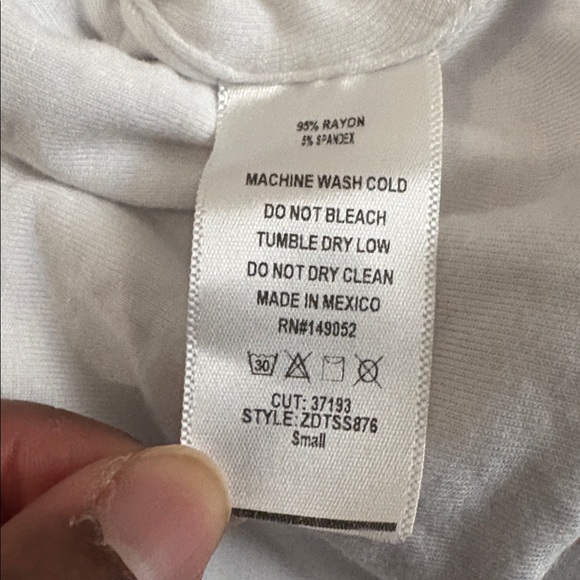 95% RAYON
5% SPANDEX
MACHINE WASH COLD
DO NOT BLEACH
TUMBLE DRY LOW
DO NOT DRY CLEAN
MADE IN MEXICO
RN#149052
30
CUT: 37193
STYLE: ZDTSS876
Small